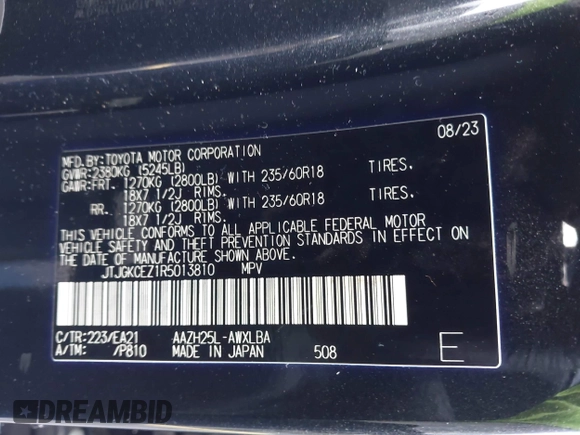 08/23
MFD.BY:TOYOTA MOTOR CORPORATION
GVWR:2380KG (5245LB)
GAWR:FRT. 1270KG (2800LB) WITH 235/60R18 TIRES.
18X7 1/2J RIMS.
RR. 1270KG (2800LB) WITH 235/60R18 TIRES.
18X7 1/2J RIMS.
THIS VEHICLE CONFORMS TO ALL APPLICABLE FEDERAL MOTOR
VEHICLE SAFETY AND THEFT PREVENTION STANDARDS IN EFFECT ON
THE DATE OF MANUFACTURE SHOWN ABOVE.
JTJGKCEZ1R5013810 MPV
C/TR:223/EA21 AAZH25L-AWXLBA
A/TM: /P810 MADE IN JAPAN 508 E
DREAMBID